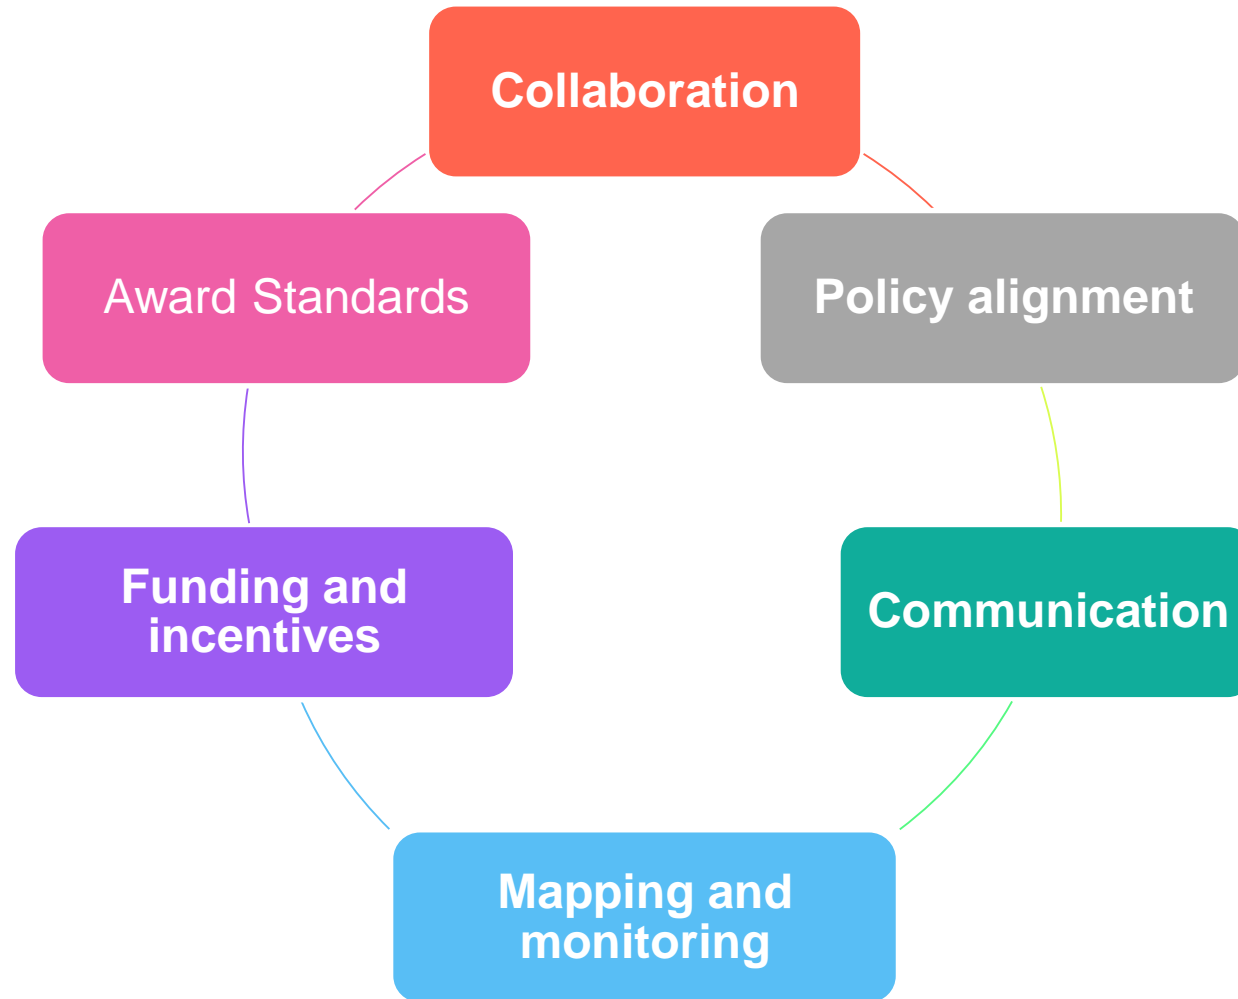 Collaboration
Award Standards
Policy alignment
Funding and
incentives
Communication
Mapping and
monitoring